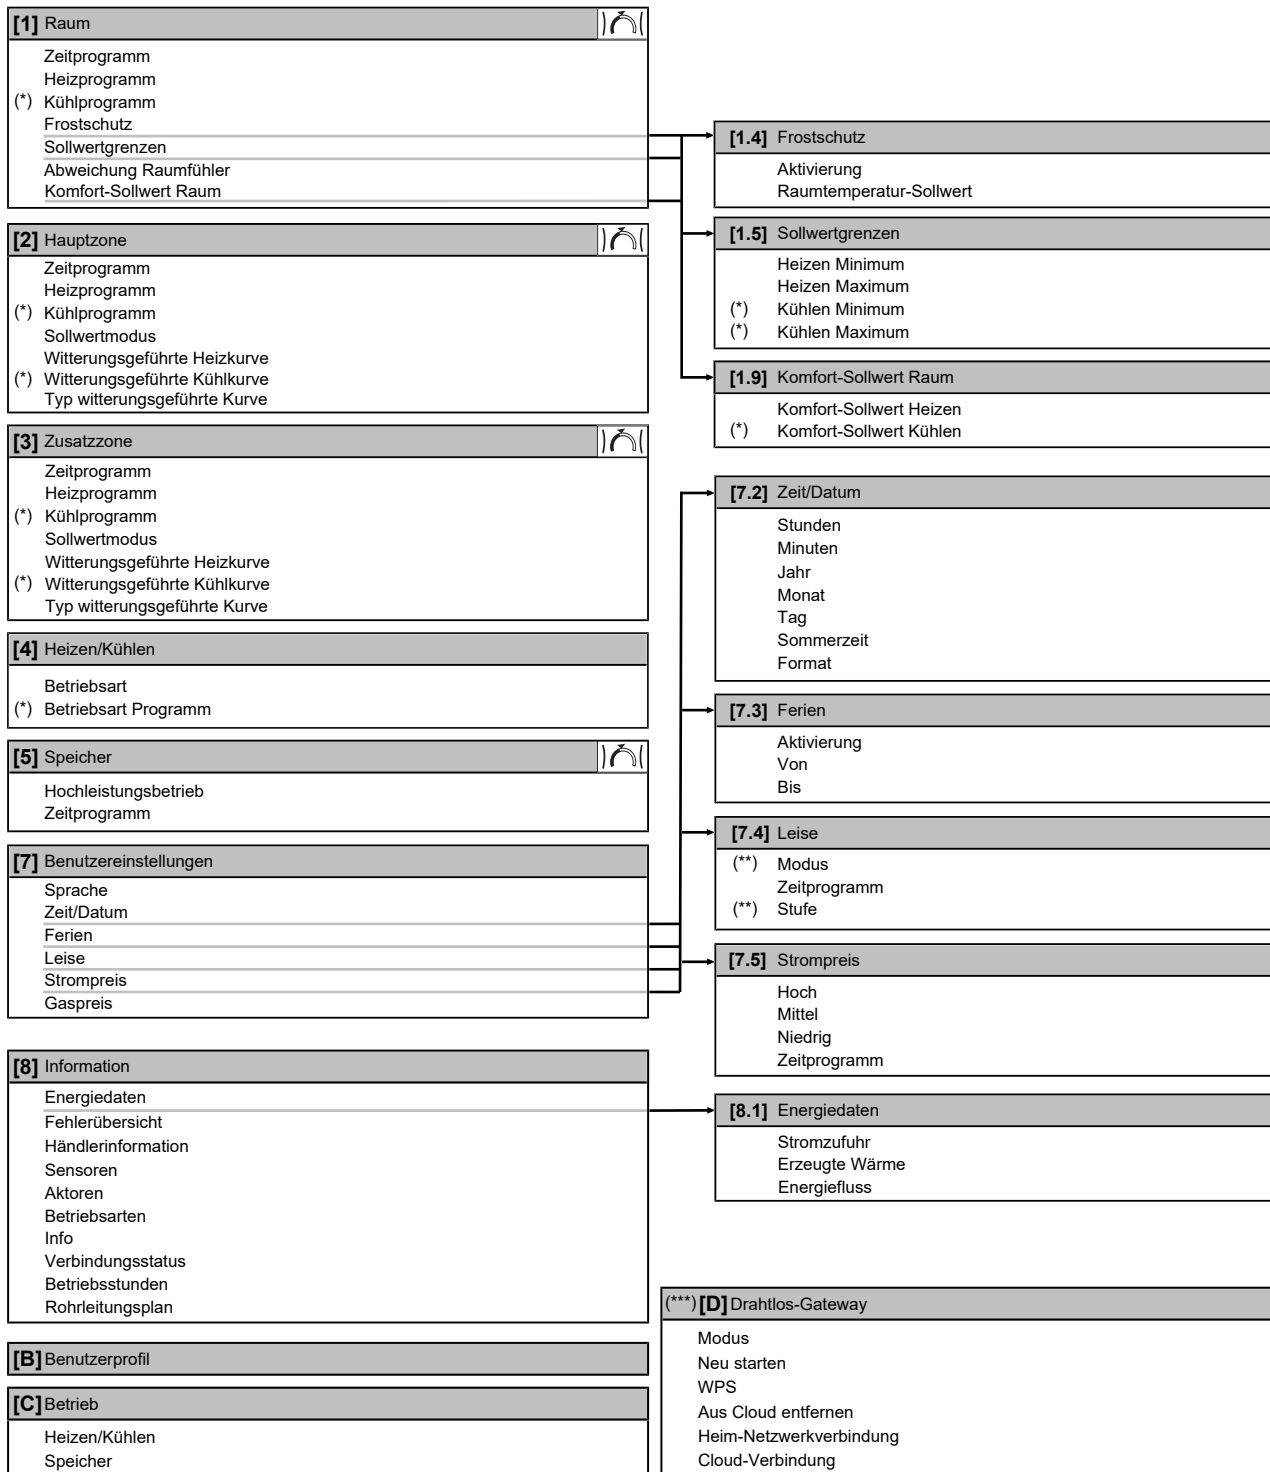 [1] Raum
Zeitprogramm
Heizprogramm
(*) Kühlprogramm
Frostschutz
Sollwertgrenzen
Abweichung Raumfühler
Komfort-Sollwert Raum
[2] Hauptzone
Zeitprogramm
Heizprogramm
(*) Kühlprogramm
Sollwertmodus
Witterungsgeführte Heizkurve
(*) Witterungsgeführte Kühlkurve
Typ witterungsgeführte Kurve
[3] Zusatzzone
Zeitprogramm
Heizprogramm
(*) Kühlprogramm
Sollwertmodus
Witterungsgeführte Heizkurve
(*) Witterungsgeführte Kühlkurve
Typ witterungsgeführte Kurve
[4] Heizen/Kühlen
Betriebsart
(*) Betriebsart Programm
[5] Speicher
Hochleistungsbetrieb
Zeitprogramm
[7] Benutzereinstellungen
Sprache
Zeit/Datum
Ferien
Leise
Strompreis
Gaspreis
[8] Information
Energiedaten
Fehlerübersicht
Händlerinformation
Sensoren
Aktoren
Betriebsarten
Info
Verbindungsstatus
Betriebsstunden
Rohrleitungsplan
[B] Benutzerprofil
[C] Betrieb
Heizen/Kühlen
Speicher
[1.4] Frostschutz
Aktivierung
Raumtemperatur-Sollwert
[1.5] Sollwertgrenzen
Heizen Minimum
Heizen Maximum
(*) Kühlen Minimum
(*) Kühlen Maximum
[1.9] Komfort-Sollwert Raum
Komfort-Sollwert Heizen
(*) Komfort-Sollwert Kühlen
[7.2] Zeit/Datum
Stunden
Minuten
Jahr
Monat
Tag
Sommerzeit
Format
[7.3] Ferien
Aktivierung
Von
Bis
[7.4] Leise
(**) Modus
Zeitprogramm
(**) Stufe
[7.5] Strompreis
Hoch
Mittel
Niedrig
Zeitprogramm
[8.1] Energiedaten
Stromzufuhr
Erzeugte Wärme
Energiefluss
(***) [D] Drahtlos-Gateway
Modus
Neu starten
WPS
Aus Cloud entfernen
Heim-Netzwerkverbindung
Cloud-Verbindung